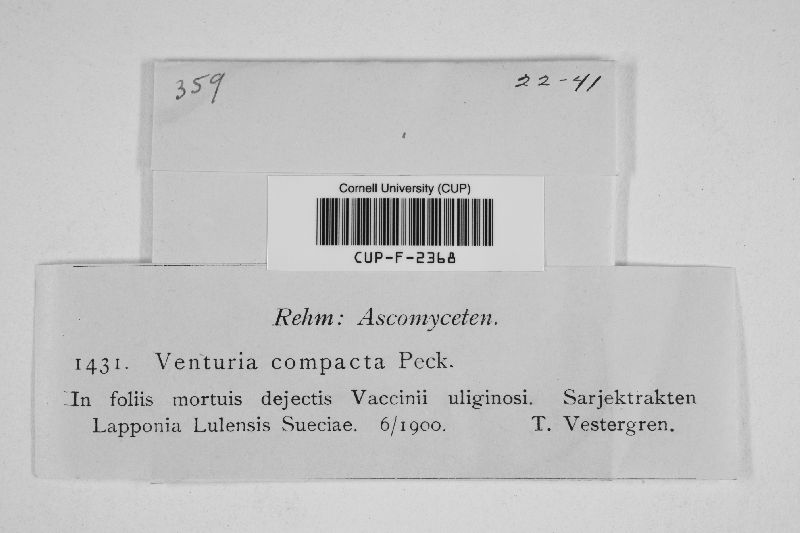 359 22-41
Cornell University (CUP)
CUP-F-2368
Rehm: Ascomyceten.
1431. Venturia compacta Peck.
In foliis mortuis dejectis Vaccinii uliginosi. Sarjektrakten
Lapponia Lulensis Sueciae. 6/1900. T. Vestergren.